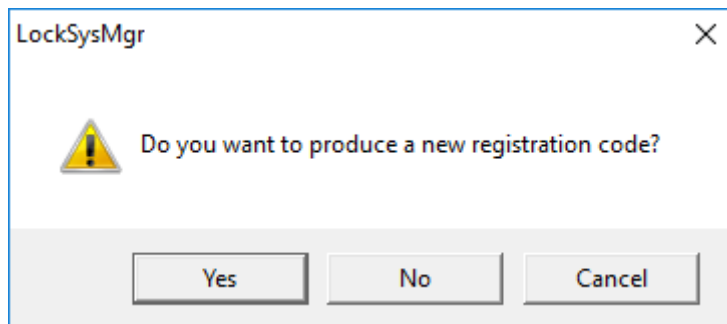 LockSysMgr
Do you want to produce a new registration code?
Yes
No
Cancel